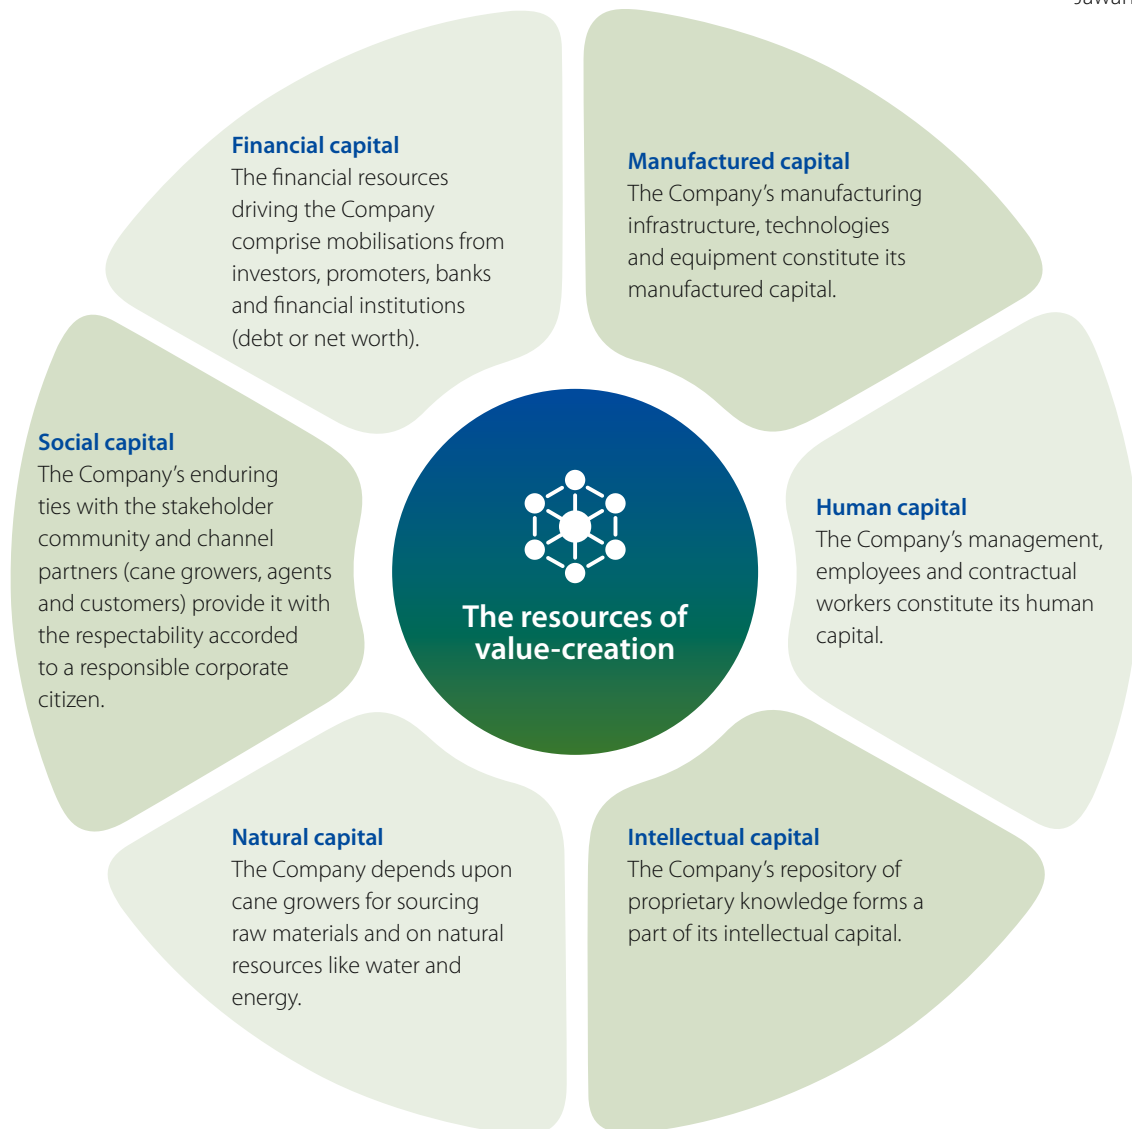 Financial capital
The financial resources
driving the Company
comprise mobilisations from
investors, promoters, banks
and financial institutions
(debt or net worth).
Manufactured capital
The Company’s manufacturing
infrastructure, technologies
and equipment constitute its
manufactured capital.
Social capital
The Company’s enduring
ties with the stakeholder
community and channel
partners (cane growers, agents
and customers) provide it with
the respectability accorded
to a responsible corporate
citizen.
The resources of
value-creation
Human capital
The Company’s management,
employees and contractual
workers constitute its human
capital.
Natural capital
The Company depends upon
cane growers for sourcing
raw materials and on natural
resources like water and
energy.
Intellectual capital
The Company’s repository of
proprietary knowledge forms a
part of its intellectual capital.